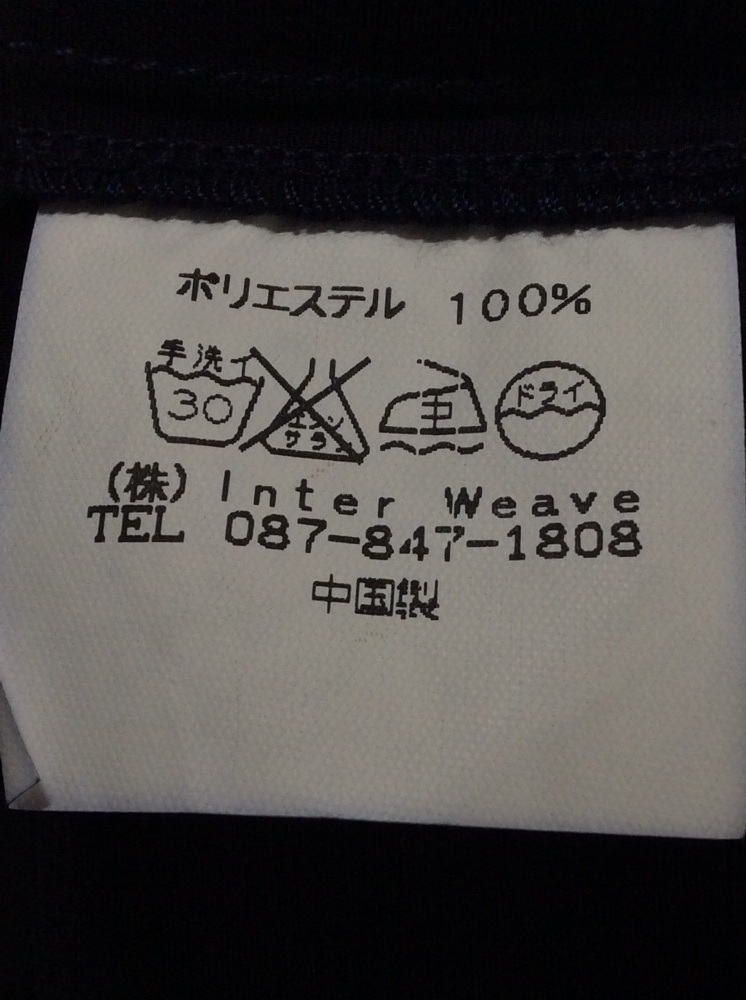 ポリエステル 100%
手洗イ 30 エンソ サラシ 中 ドライ
(株) Inter Weave
TEL 087-847-1808
中国製